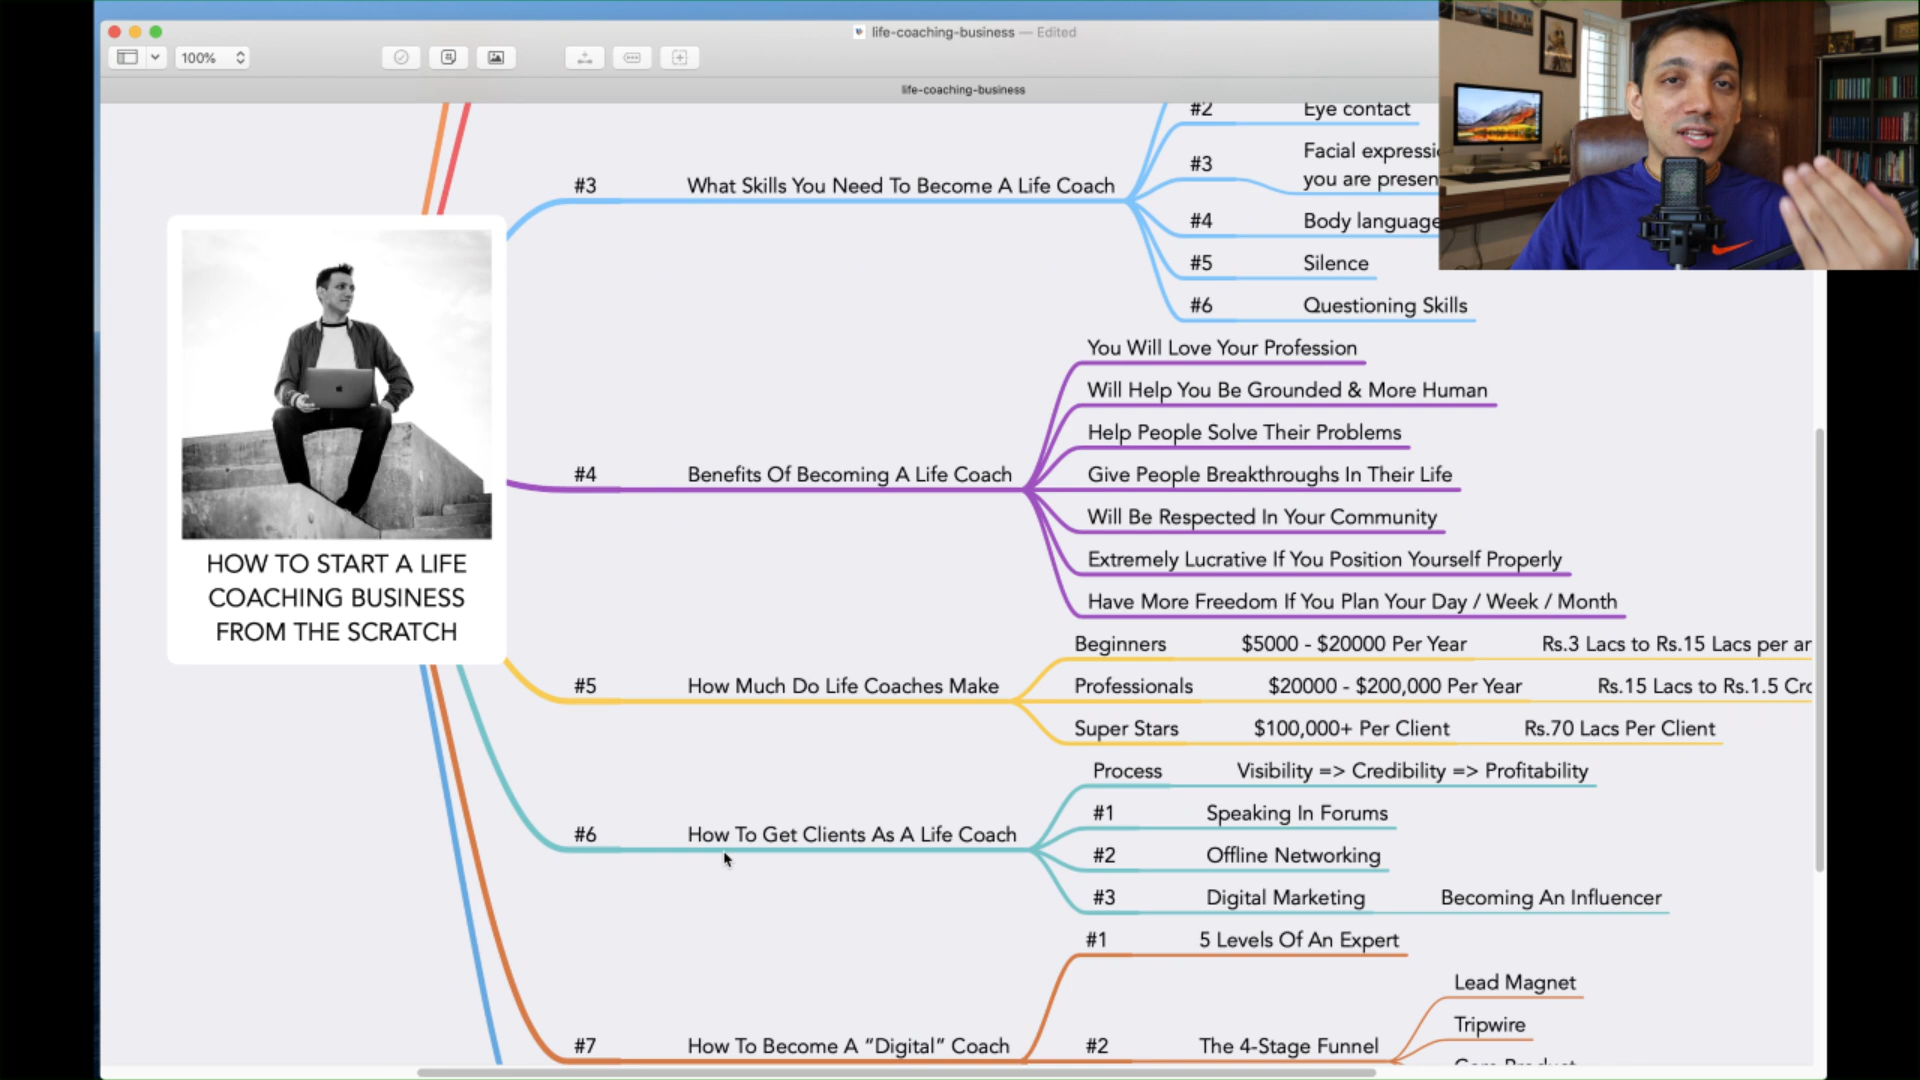 life-coaching-business — Edited
100%
life-coaching-business
#2 Eye contact
#3 Facial
you are
#3 What Skills You Need To Become A Life Coach
#4 Body language
#5 Silence
#6 Questioning Skills
You Will Love Your Profession
Will Help You Be Grounded & More Human
Help People Solve Their Problems
#4 Benefits Of Becoming A Life Coach
Give People Breakthroughs In Their Life
Will Be Respected In Your Community
Extremely Lucrative If You Position Yourself Properly
Have More Freedom If You Plan Your Day / Week / Month
HOW TO START A LIFE
COACHING BUSINESS
FROM THE SCRATCH
Beginners $5000 - $20000 Per Year Rs.3 Lacs to Rs.15 Lacs per
#5 How Much Do Life Coaches Make
Professionals $20000 - $200,000 Per Year Rs.15 Lacs to Rs.1.5
Super Stars $100,000+ Per Client Rs.70 Lacs Per Client
Process Visibility => Credibility => Profitability
#1 Speaking In Forums
#6 How To Get Clients As A Life Coach
#2 Offline Networking
#3 Digital Marketing Becoming An Influencer
#1 5 Levels Of An Expert
Lead Magnet
Tripwire
#7 How To Become A “Digital” Coach
#2 The 4-Stage Funnel